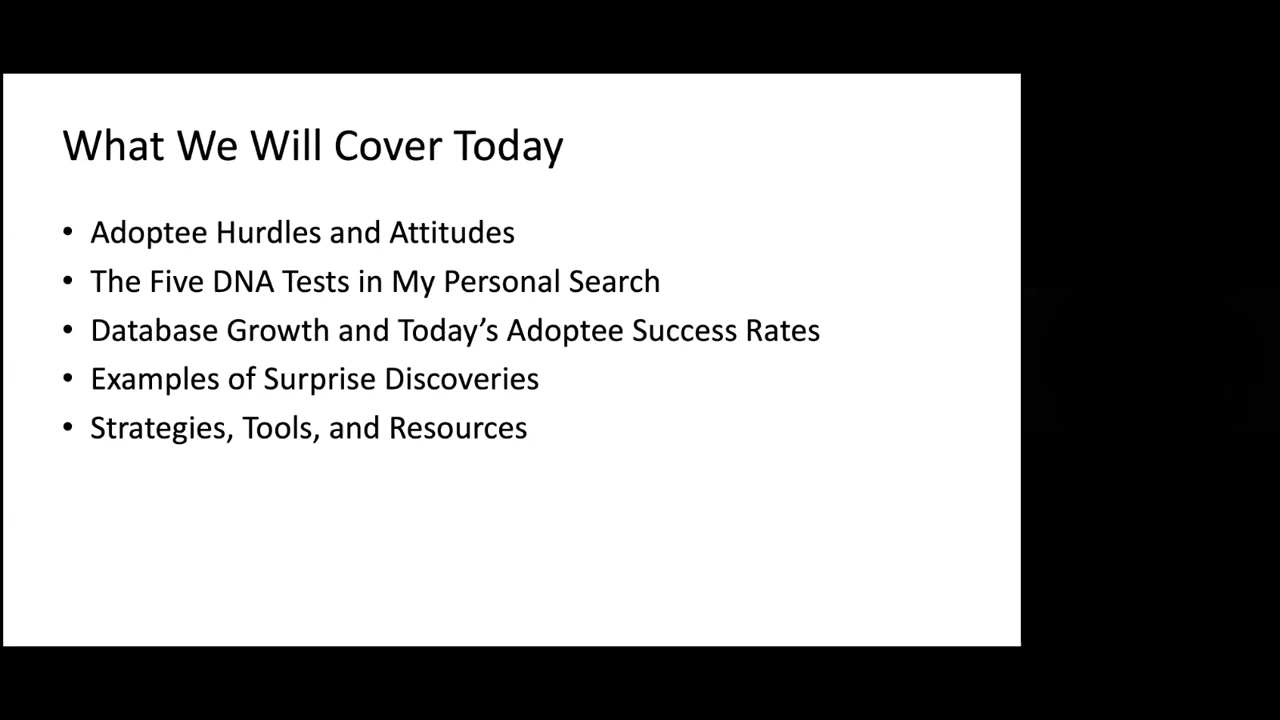 What We Will Cover Today
• Adoptee Hurdles and Attitudes
• The Five DNA Tests in My Personal Search
• Database Growth and Today’s Adoptee Success Rates
• Examples of Surprise Discoveries
• Strategies, Tools, and Resources